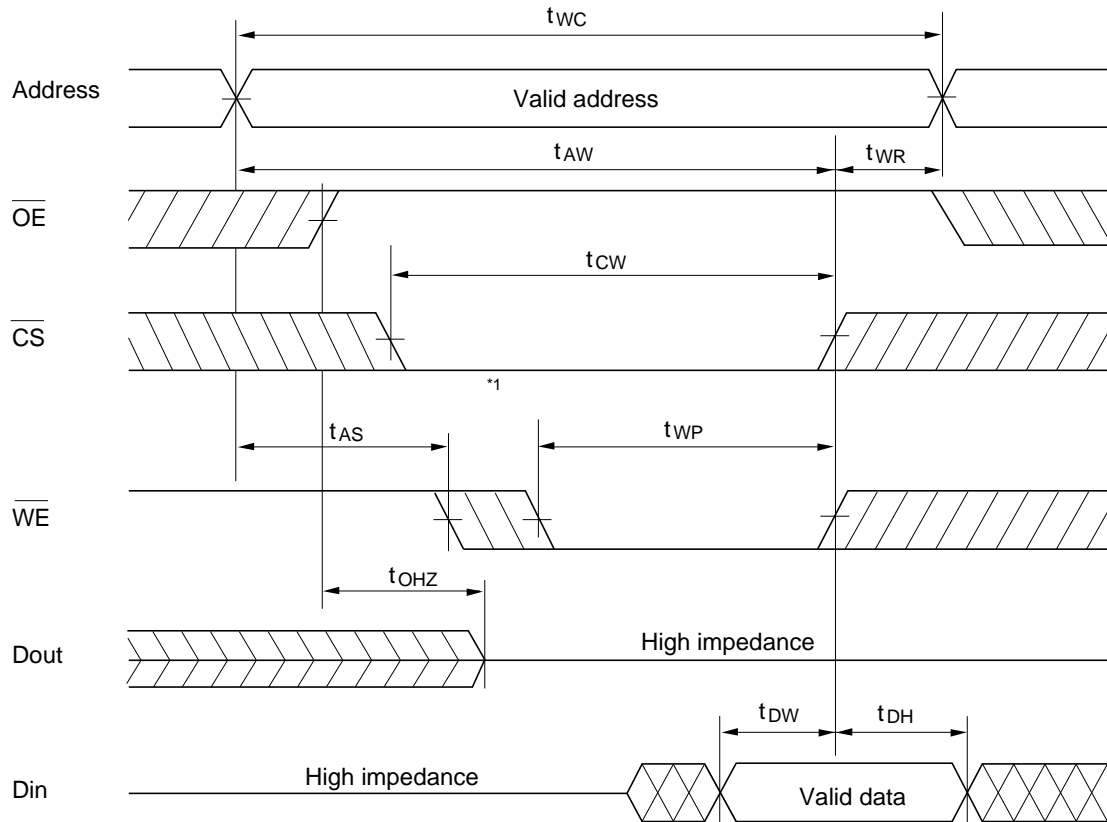 tWC
Address
Valid address
tAW
tWR
OE
tCW
CS
*1
tAS
tWP
WE
tOHZ
Dout
High impedance
tDW
tDH
Din
High impedance
Valid data